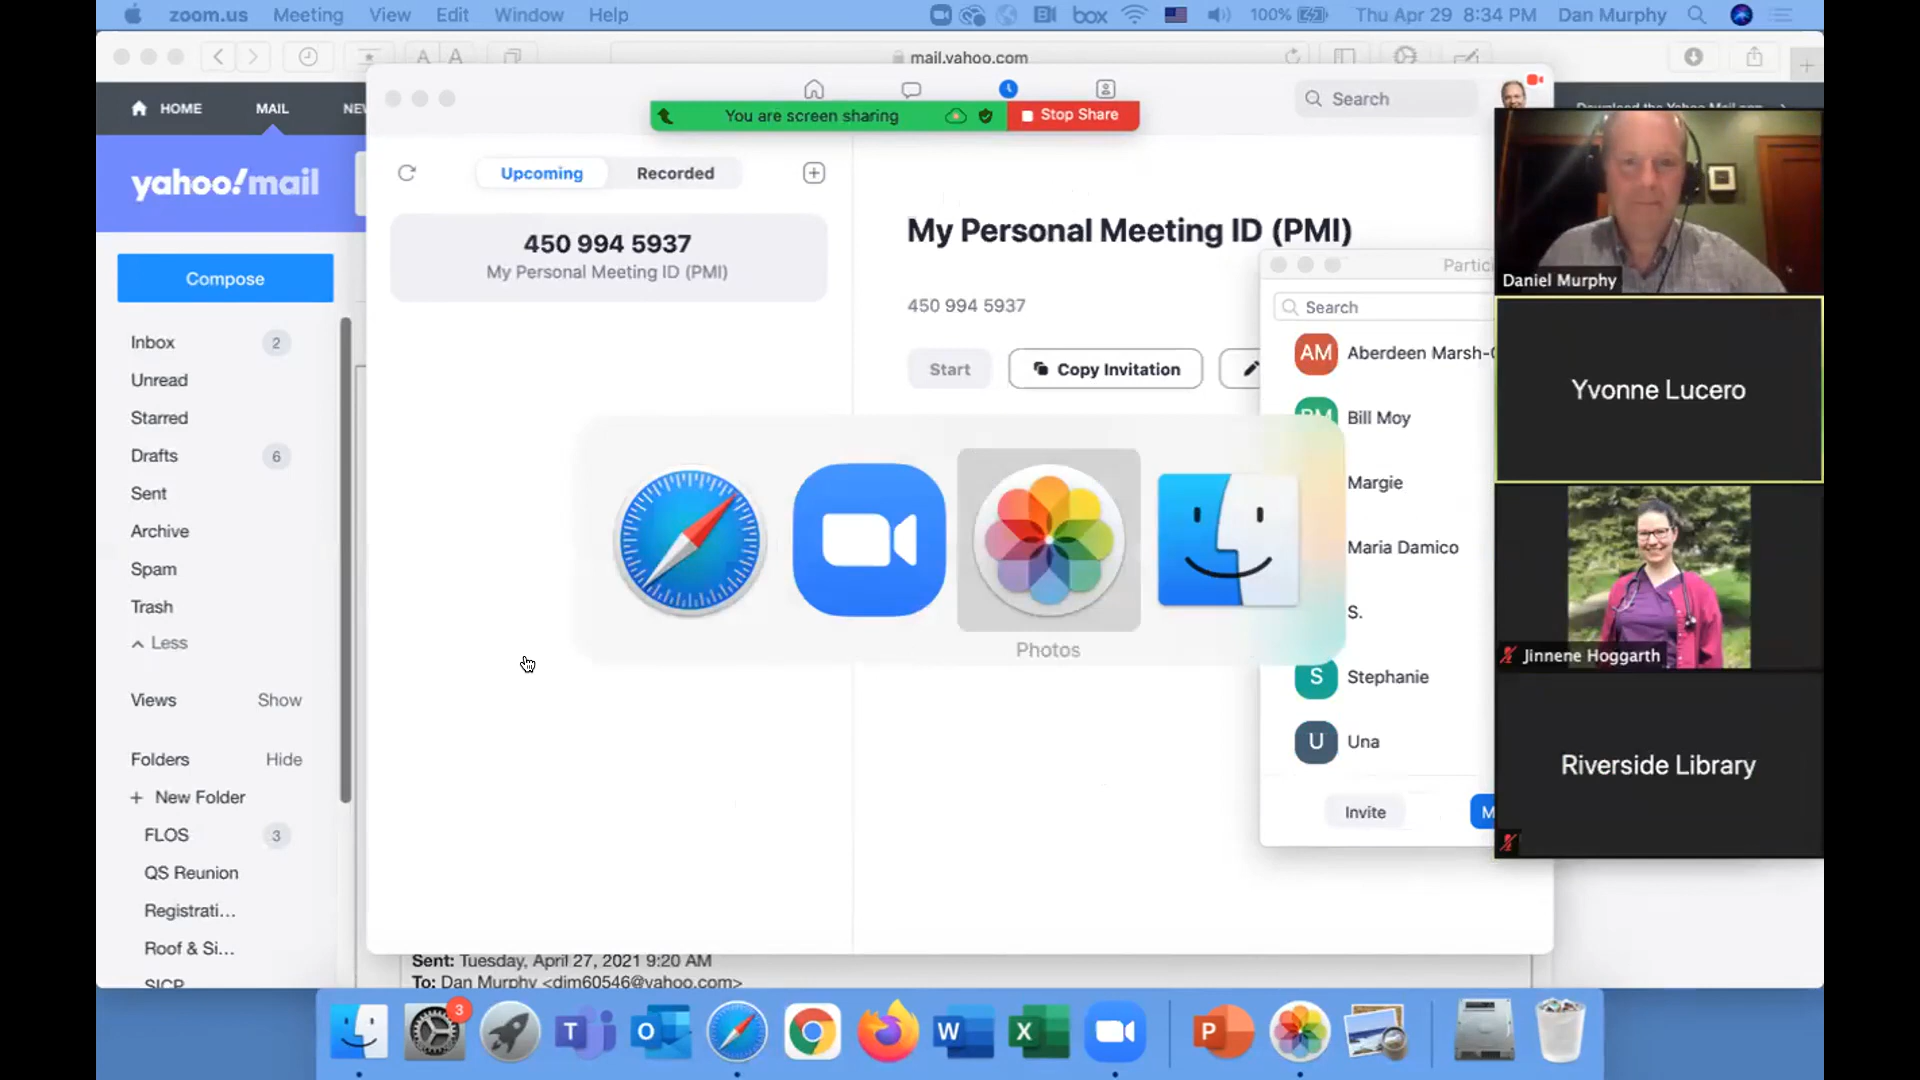 zoom.us Meeting View Edit Window Help
box 100% Thu Apr 29 8:34 PM Dan Murphy
A A
mail.yahoo.com
HOME
MAIL
Search
You are screen sharing
Stop Share
yahoo!mail
Upcoming
Recorded
450 994 5937
My Personal Meeting ID (PMI)
Compose
Inbox 2
Unread
Starred
Drafts 6
Sent
Archive
Spam
Trash
Less
Views Show
Folders Hide
+ New Folder
FLOS 3
QS Reunion
Registrati...
Roof & Si...
SICP
My Personal Meeting ID (PMI)
450 994 5937
Start
Copy Invitation
Search
AM Aberdeen
Bill Moy
Margie
Maria Damico
S.
S Stephanie
U Una
Invite
Photos
Daniel Murphy
Yvonne Lucero
Jinnene Hoggarth
Riverside Library
Sent: Tuesday, April 27, 2021 9:20 AM
To: Dan Murphy <djm60546@yahoo.com>
3
T
O
W
X
P